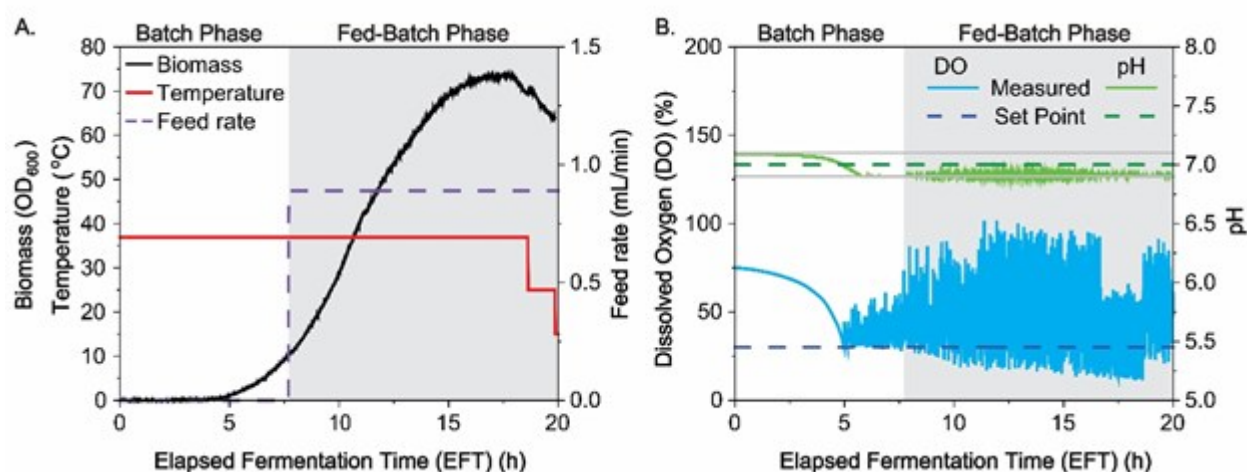 A.
Batch Phase
Fed-Batch Phase
80
70
60
50
40
30
20
10
0
Biomass (OD600)
Temperature (°C)
Biomass
Temperature
Feed rate
1.5
1.0
0.5
0.0
Feed rate (mL/min)
0
5
10
15
20
Elapsed Fermentation Time (EFT) (h)
B.
Batch Phase
Fed-Batch Phase
200
150
100
50
0
Dissolved Oxygen (DO) (%)
DO
pH
Measured
Set Point
8.0
7.5
7.0
6.5
6.0
5.5
5.0
pH
0
5
10
15
20
Elapsed Fermentation Time (EFT) (h)